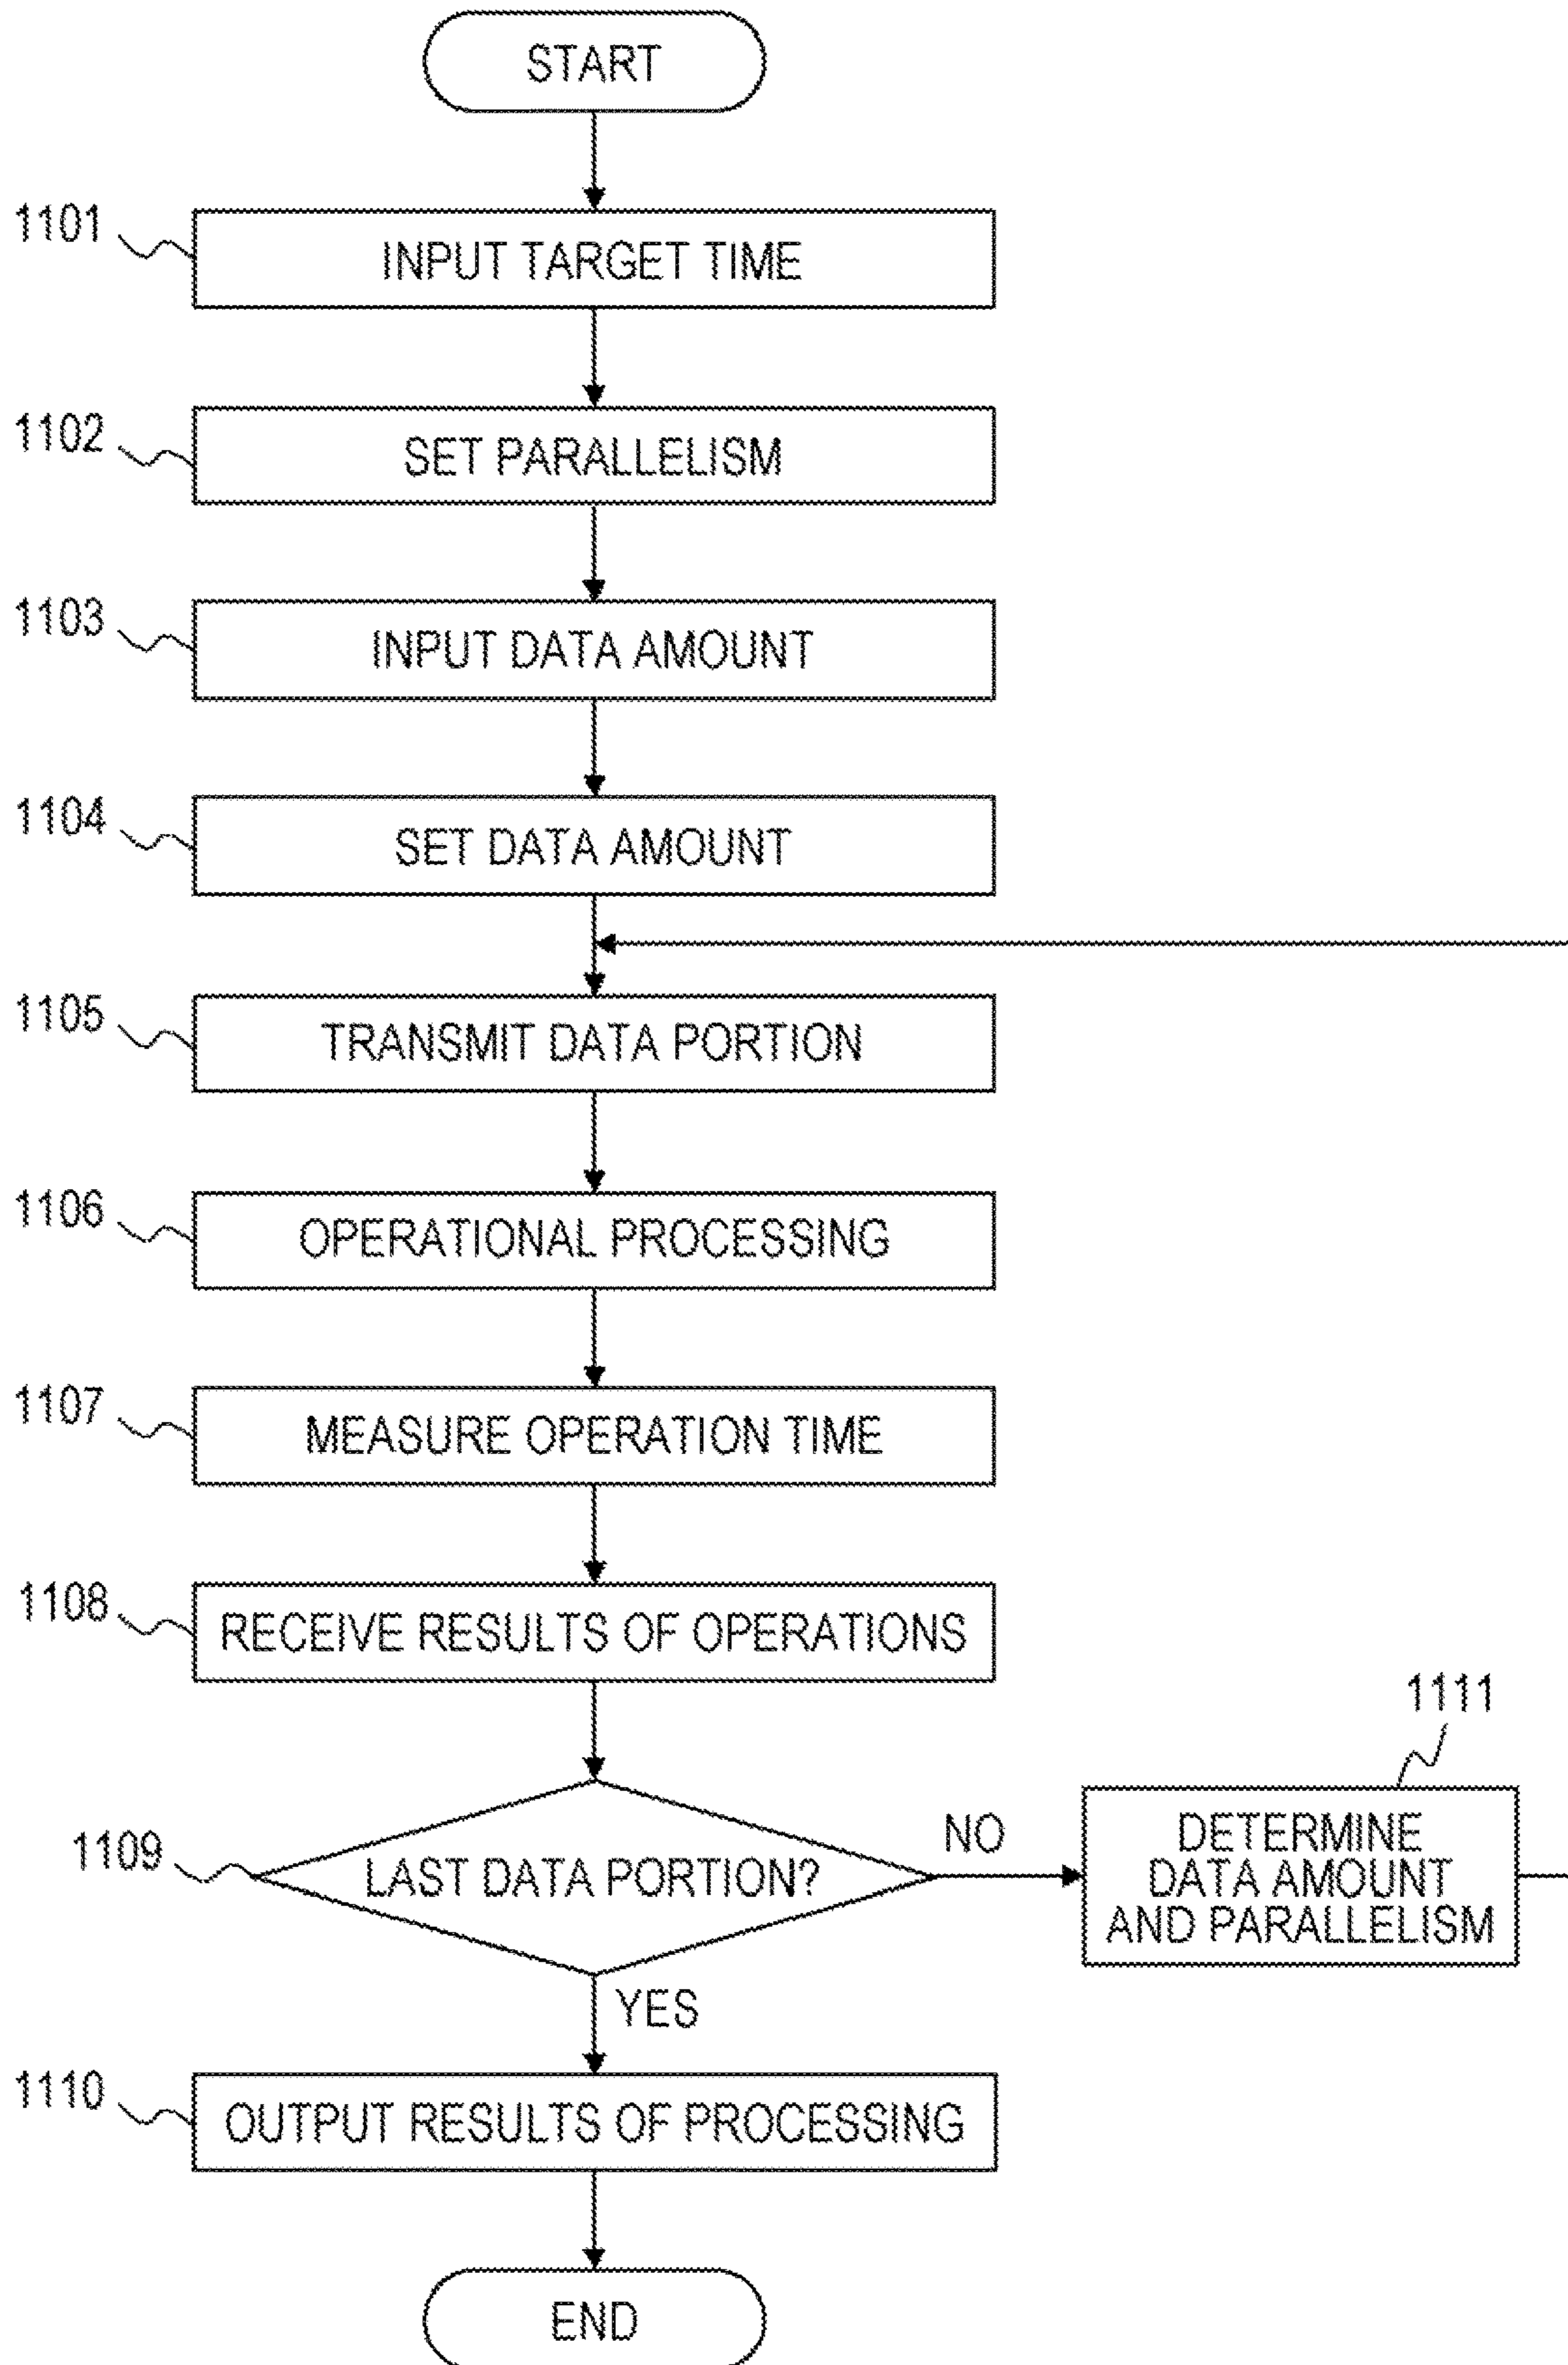 START
1101
INPUT TARGET TIME
1102
SET PARALLELISM
1103
INPUT DATA AMOUNT
1104
SET DATA AMOUNT
1105
TRANSMIT DATA PORTION
1106
OPERATIONAL PROCESSING
1107
MEASURE OPERATION TIME
1108
RECEIVE RESULTS OF OPERATIONS
1109
LAST DATA PORTION?
NO
1111
DETERMINE
DATA AMOUNT
AND PARALLELISM
YES
1110
OUTPUT RESULTS OF PROCESSING
END